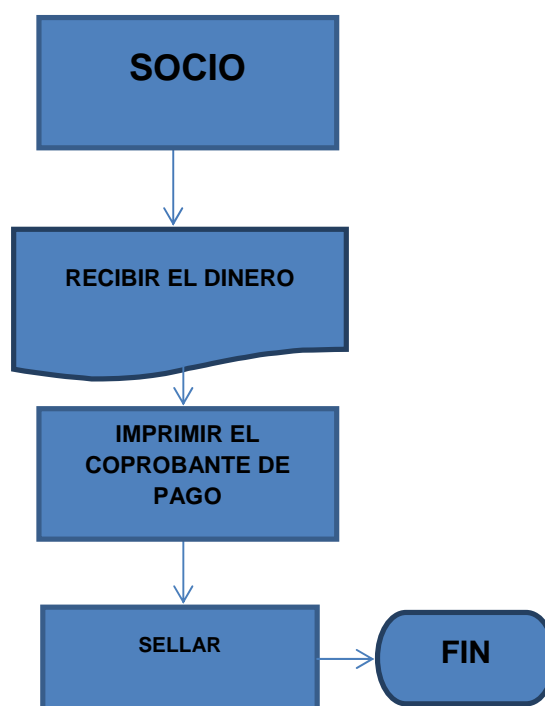 SOCIO
RECIBIR EL DINERO
IMPRIMIR EL
COPROBANTE DE
PAGO
SELLAR
FIN